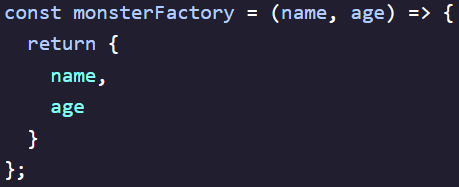 const monsterFactory = (name, age) => {
  return {
    name,
    age
  }
};